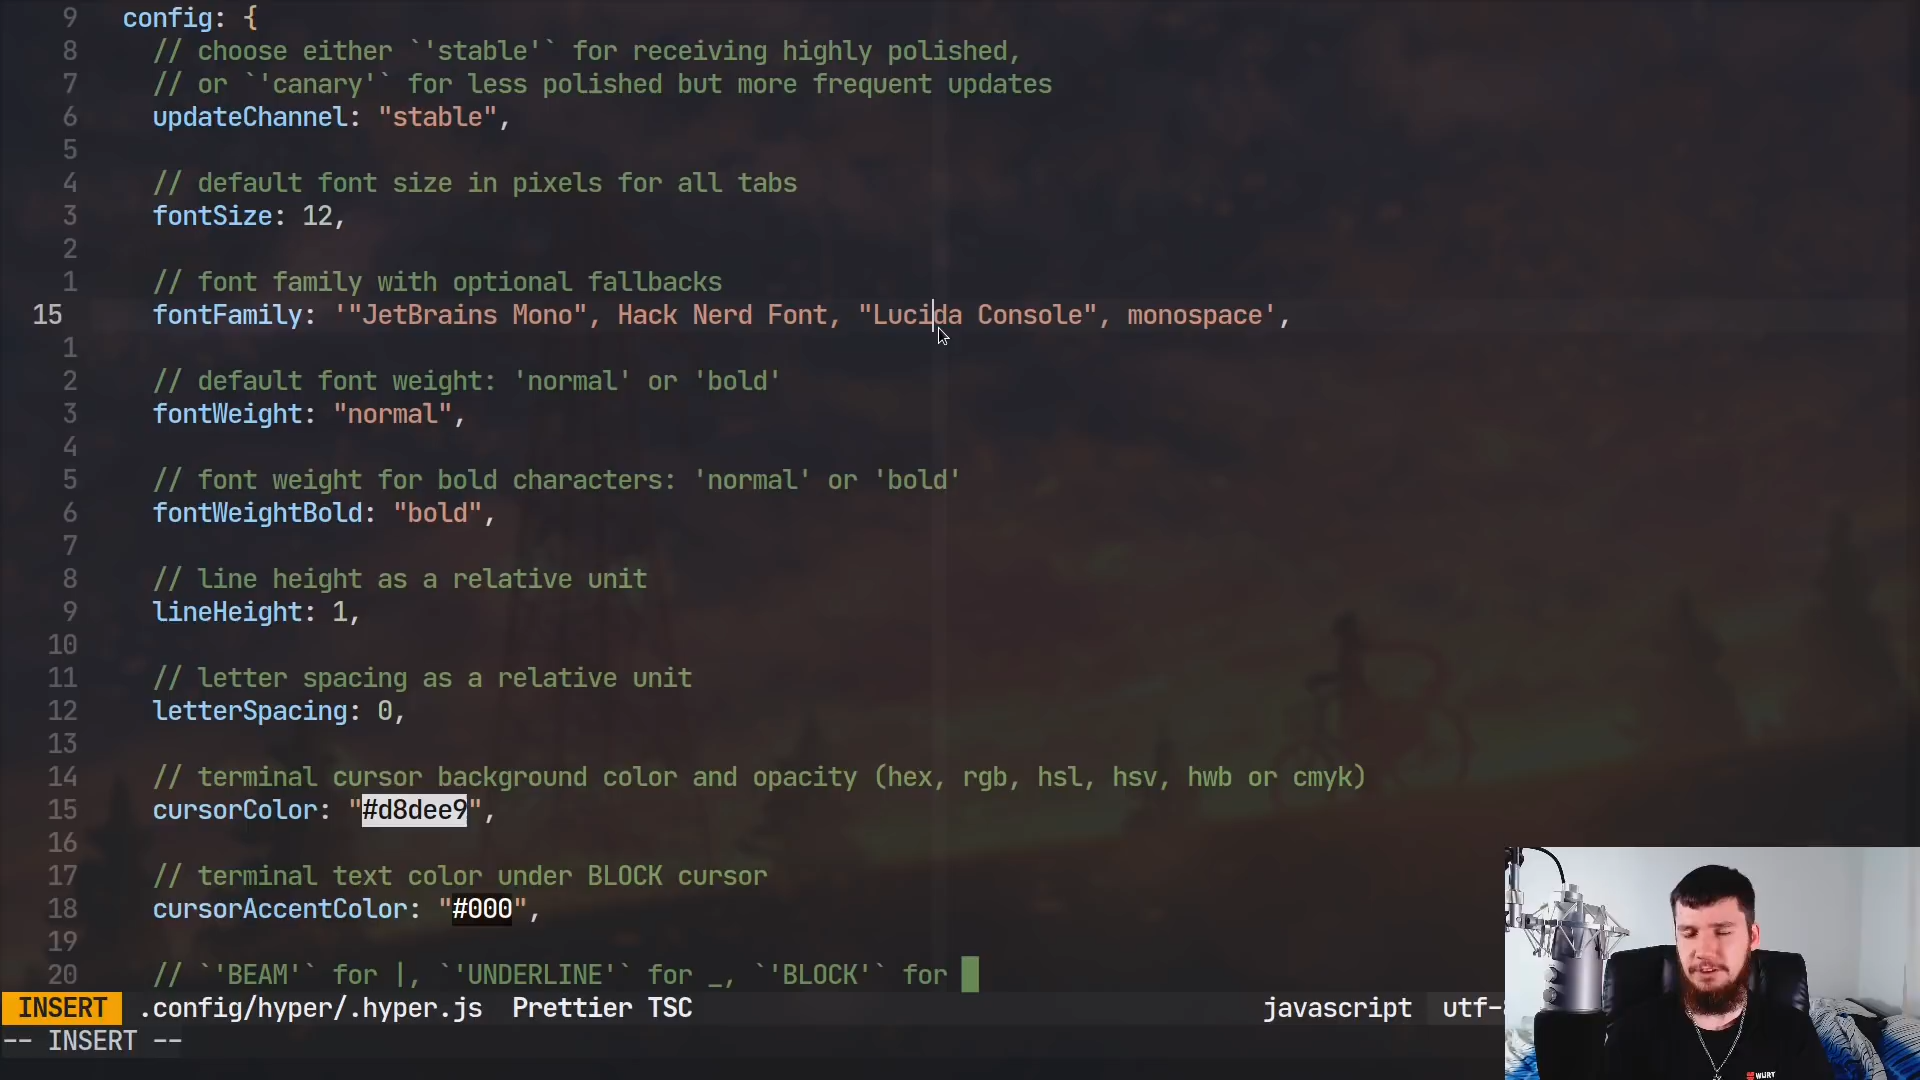 9 config: {
8 // choose either `'stable'` for receiving highly polished,
7 // or `'canary'` for less polished but more frequent updates
6 updateChannel: "stable",
5
4 // default font size in pixels for all tabs
3 fontSize: 12,
2
1 // font family with optional fallbacks
15 fontFamily: '"JetBrains Mono", Hack Nerd Font, "Lucida Console", monospace',
1
2 // default font weight: 'normal' or 'bold'
3 fontWeight: "normal",
4
5 // font weight for bold characters: 'normal' or 'bold'
6 fontWeightBold: "bold",
7
8 // line height as a relative unit
9 lineHeight: 1,
10
11 // letter spacing as a relative unit
12 letterSpacing: 0,
13
14 // terminal cursor background color and opacity (hex, rgb, hsl, hsv, hwb or cmyk)
15 cursorColor: "#d8dee9",
16
17 // terminal text color under BLOCK cursor
18 cursorAccentColor: "#000",
19
20 // `'BEAM'` for |, `'UNDERLINE'` for _, `'BLOCK'` for █
INSERT .config/hyper/.hyper.js Prettier TSC javascript utf-
-- INSERT --
WURT